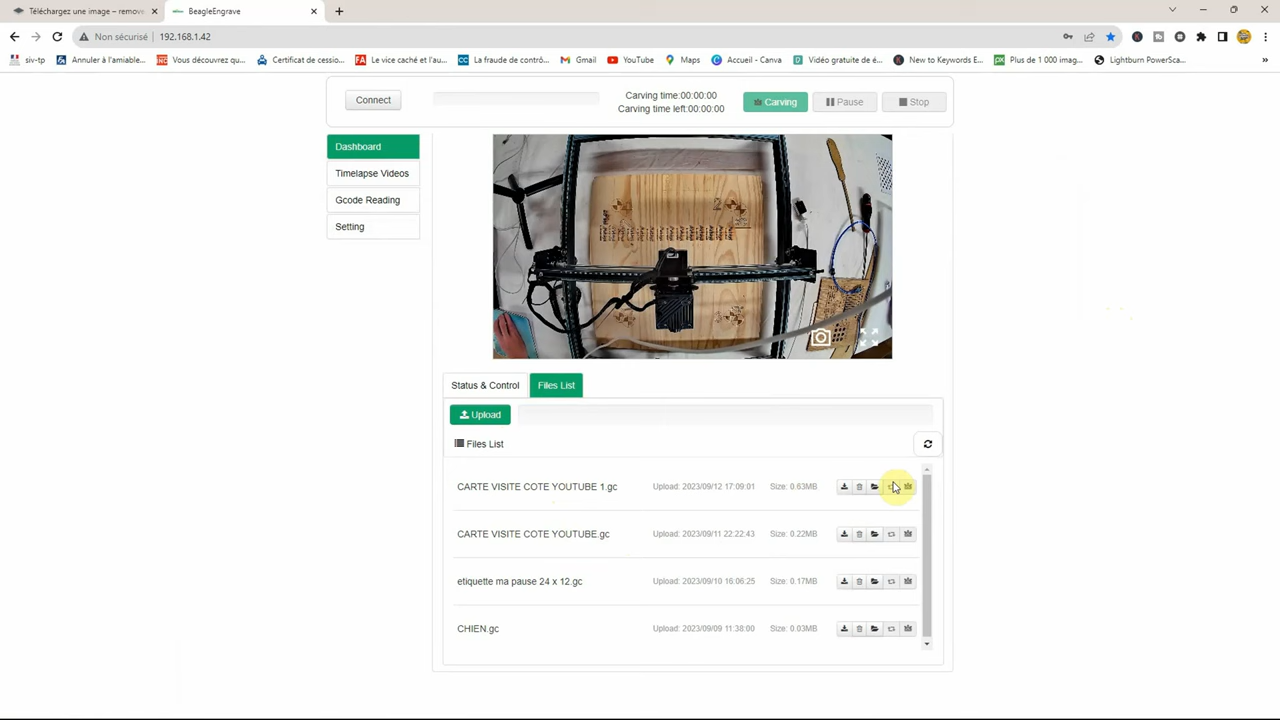 Téléchargez une image – remove
BeagleEngrave
Non sécurisé
192.168.1.42
siv-tp
Annuler à l'amiable...
Vous découvrez qu...
Certificat de cessio...
Le vice caché et l'au...
La fraude de contrô...
Gmail
YouTube
Maps
Accueil - Canva
Vidéo gratuite de é...
New to Keywords E...
Plus de 1 000 imag...
Lightburn PowerSca...
Connect
Carving time:00:00:00
Carving time left:00:00:00
Carving
Pause
Stop
Dashboard
Timelapse Videos
Gcode Reading
Setting
Status & Control
Files List
Upload
Files List
CARTE VISITE COTE YOUTUBE 1.gc Upload: 2023/09/12 17:09:01 Size: 0.63MB
CARTE VISITE COTE YOUTUBE.gc Upload: 2023/09/11 22:22:43 Size: 0.22MB
etiquette ma pause 24 x 12.gc Upload: 2023/09/10 16:06:25 Size: 0.17MB
CHIEN.gc Upload: 2023/09/09 11:38:00 Size: 0.03MB